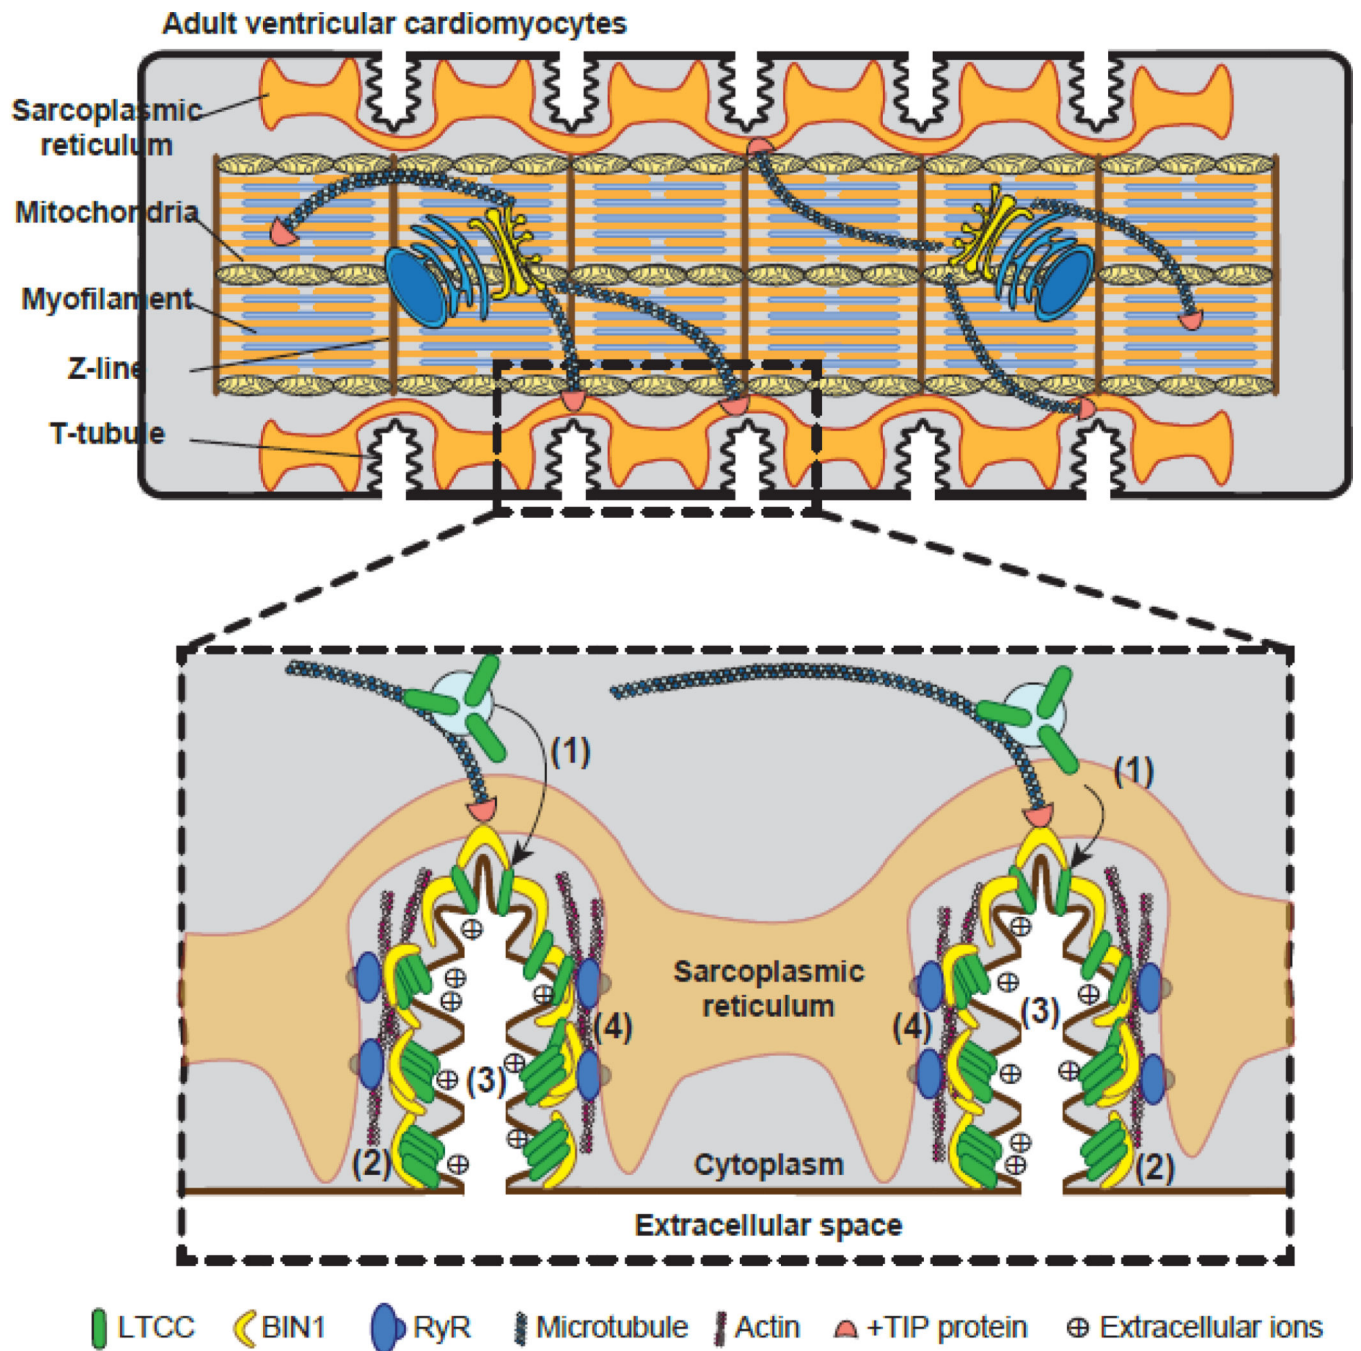 Adult ventricular cardiomyocytes
Sarcoplasmic
reticulum
Mitochondria
Myofilament
Z-line
T-tubule
(1)
(1)
Sarcoplasmic
reticulum
(3)
(4)
(4)
(3)
(2)
Cytoplasm
(2)
Extracellular space
LTCC
BIN1
RyR
Microtubule
Actin
+TIP protein
Extracellular ions